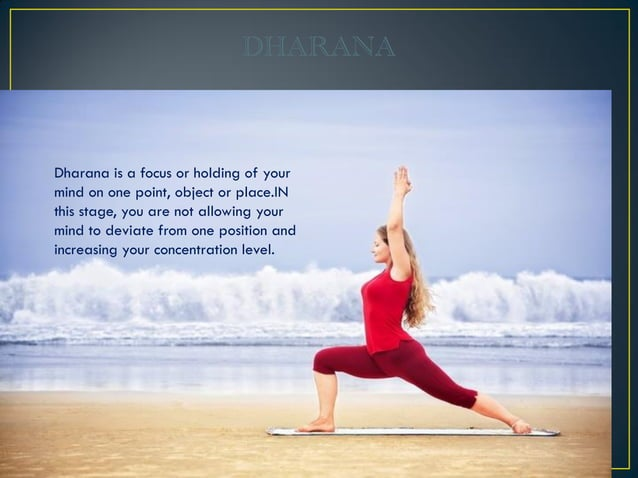 DHARANA
Dharana is a focus or holding of your
mind on one point, object or place.IN
this stage, you are not allowing your
mind to deviate from one position and
increasing your concentration level.